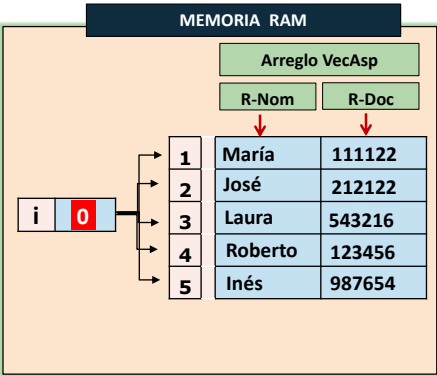 MEMORIA RAM
Arreglo VecAsp
R-Nom R-Doc
1 María 111122
2 José 212122
i 0
3 Laura 543216
4 Roberto 123456
5 Inés 987654